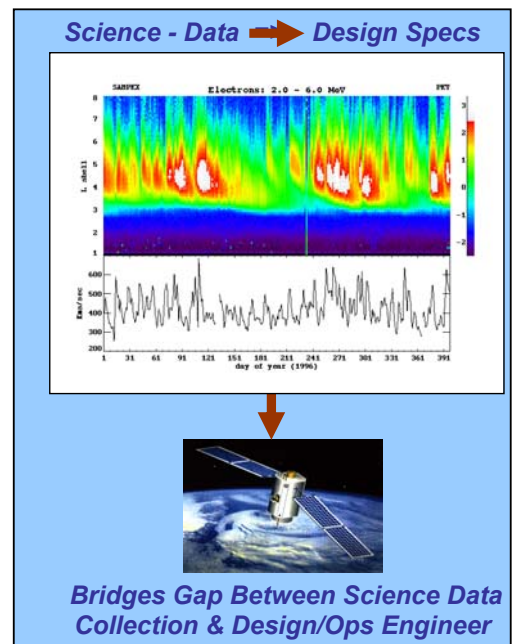 Science - Data Design Specs
SAMPEX Electrons: 2.0 - 6.0 MeV PET
8
7
6
5
4
3
2
1
L shell
3
2
1
0
-1
-2
600
500
400
300
200
Kms/sec
1 31 61 91 121 151 181 211 241 271 301 331 361 391
day of year (1996)
Bridges Gap Between Science Data
Collection & Design/Ops Engineer